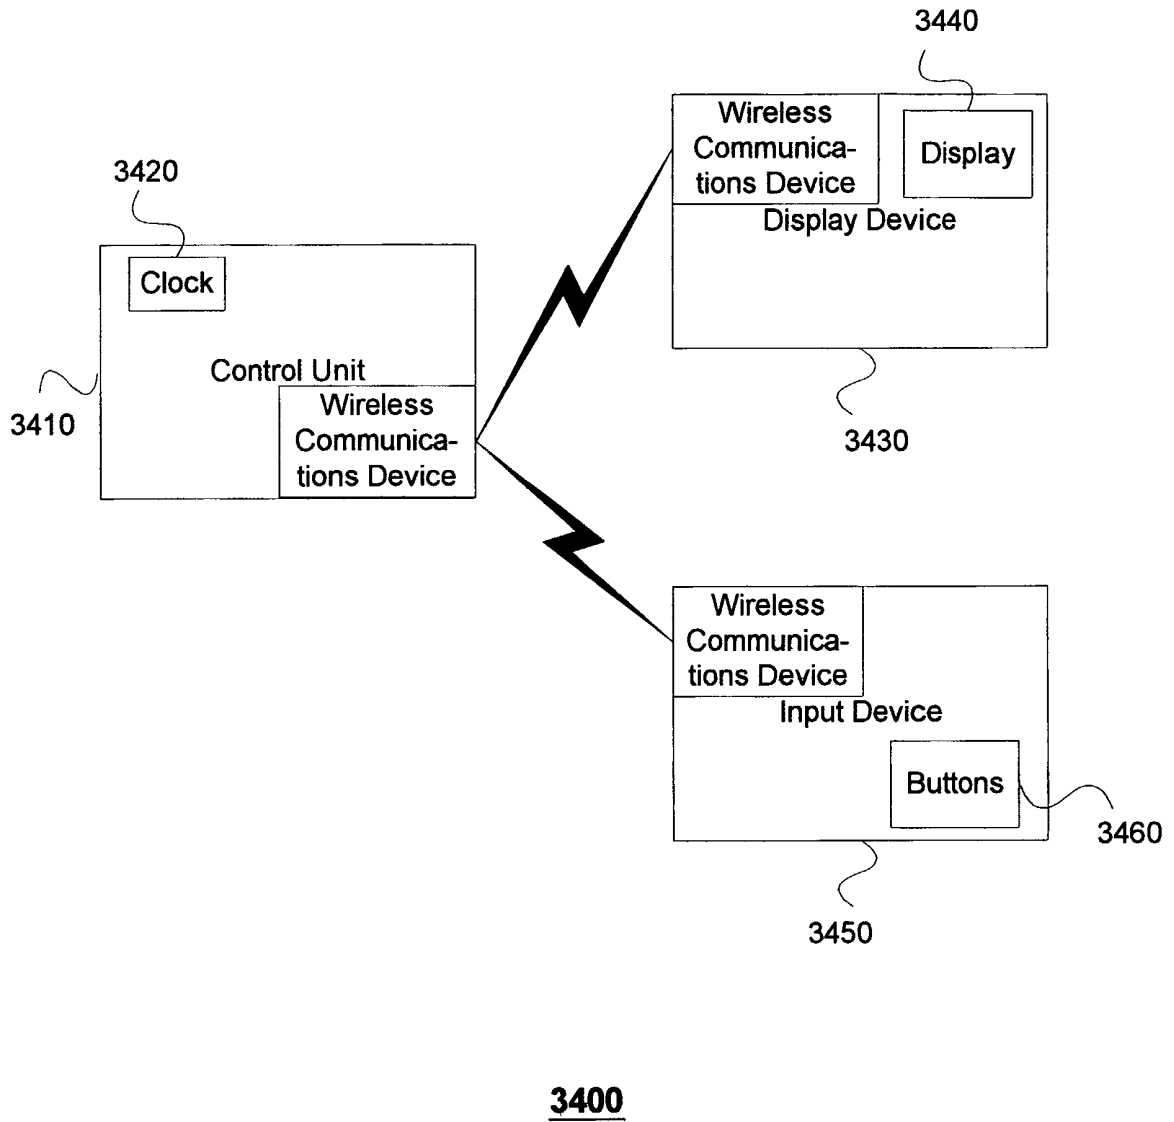 3440
Wireless
Communica-
tions Device
Display
Display Device
3430
3420
Clock
Control Unit
3410
Wireless
Communica-
tions Device
Wireless
Communica-
tions Device
Input Device
Buttons
3460
3450
3400